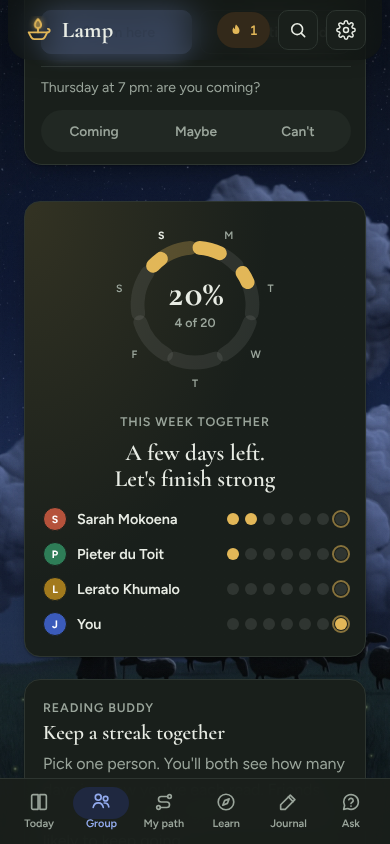 Lamp
1
Thursday at 7 pm: are you coming?
Coming Maybe Can't
S M
S T
20%
4 of 20
F W
T
THIS WEEK TOGETHER
A few days left.
Let's finish strong
S Sarah Mokoena
P Pieter du Toit
L Lerato Khumalo
J You
READING BUDDY
Keep a streak together
Pick one person. You'll both see how many
Today Group My path Learn Journal Ask